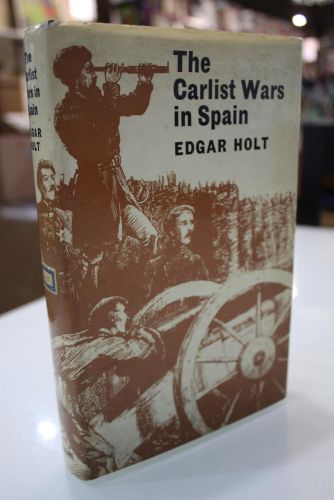 The
Carlist Wars
in Spain
EDGAR HOLT
The
Carlist
Wars in
Spain
EDGAR
HOLT